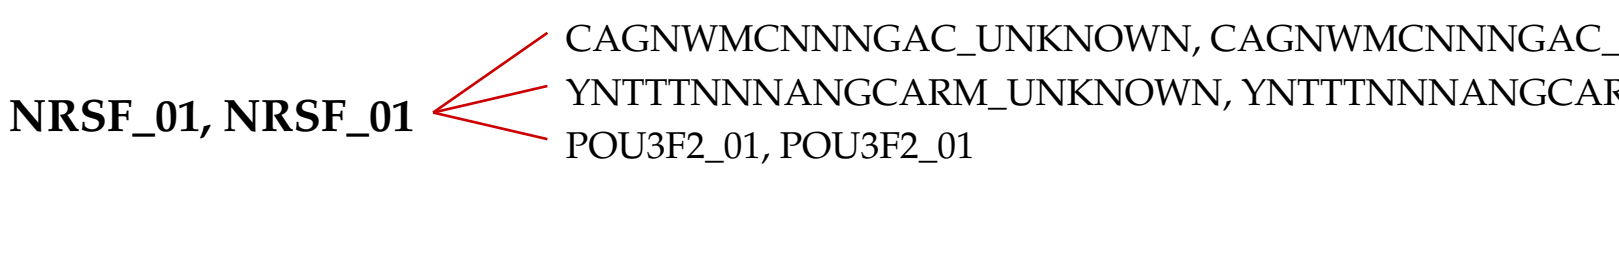 CAGNWMCNNNGAC_UNKNOWN, CAGNWMCNNNGAC_
YNTTTNNNANGCARM_UNKNOWN, YNTTTNNNANGCAR
NRSF_01, NRSF_01
POU3F2_01, POU3F2_01